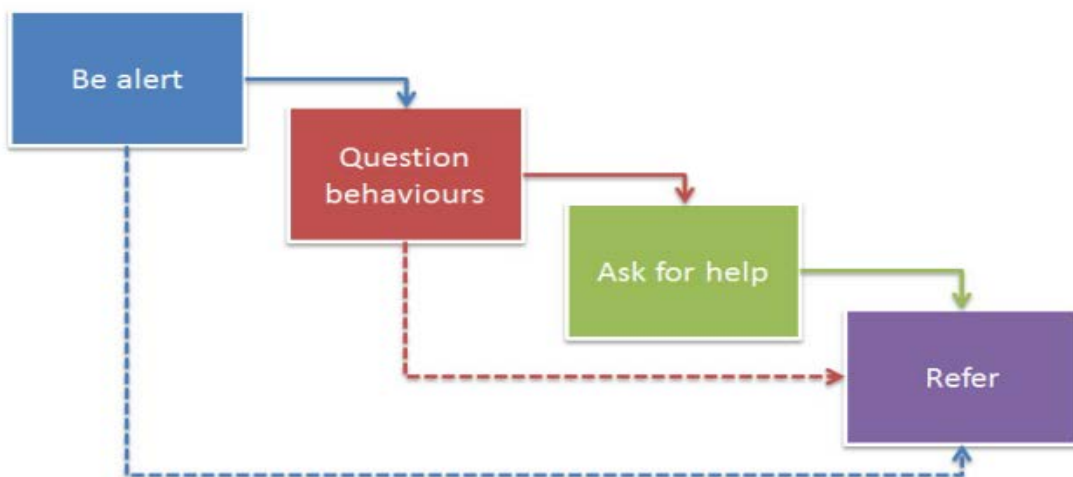 Be alert
Question
behaviours
Ask for help
Refer